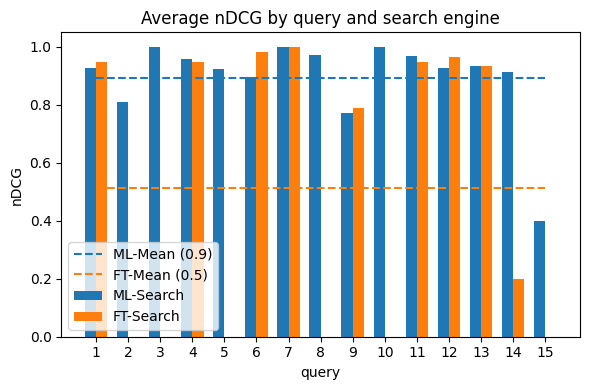 Average nDCG by query and search engine
nDCG
1.0
0.8
0.6
0.4
0.2
0.0
ML-Mean (0.9)
FT-Mean (0.5)
ML-Search
FT-Search
1 2 3 4 5 6 7 8 9 10 11 12 13 14 15
query